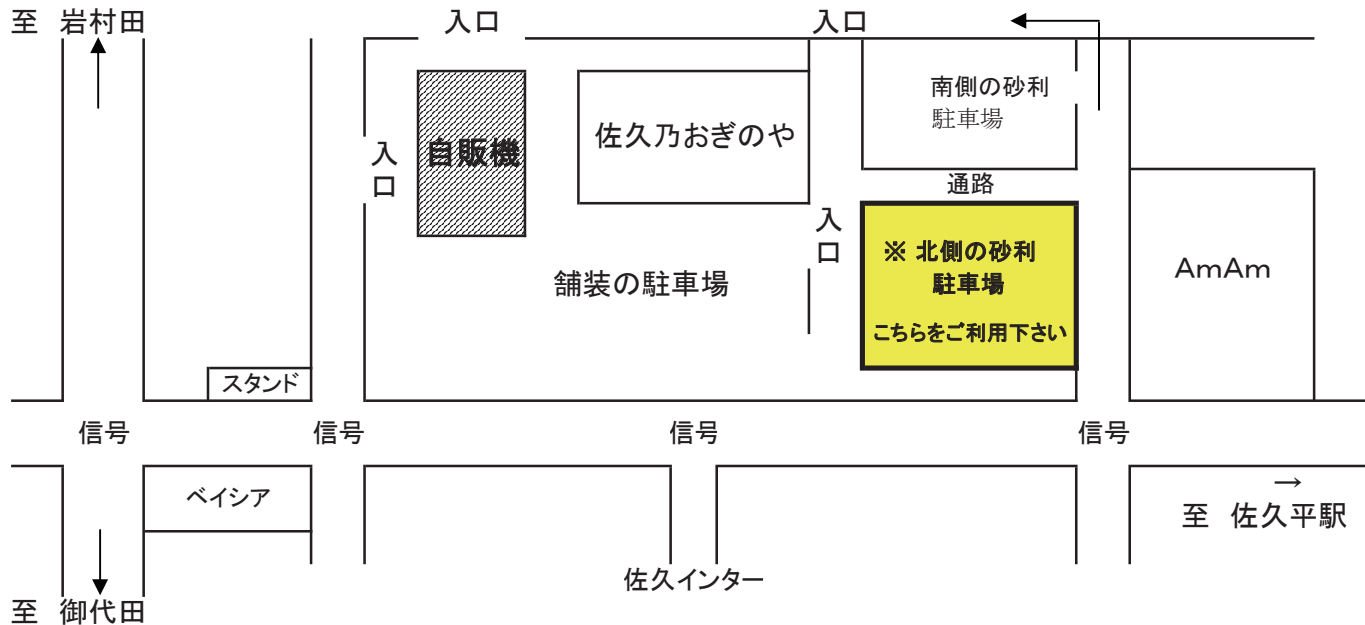 至 岩村田
入口
入口
南側の砂利
駐車場
入口
自販機
佐久乃おぎのや
通路
入口
※ 北側の砂利
駐車場
こちらをご利用下さい
AmAm
舗装の駐車場
スタンド
信号
信号
信号
信号
ベイシア
→
至 佐久平駅
佐久インター
至 御代田